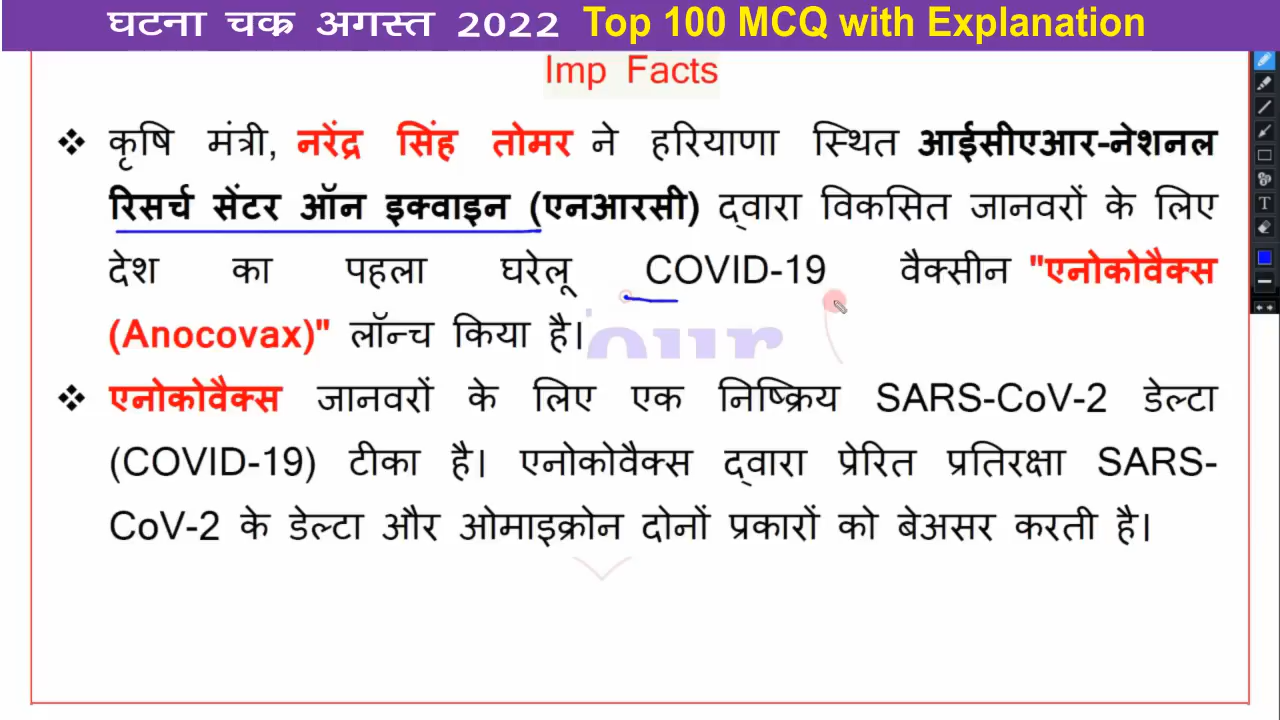 घटना चक्र अगस्त 2022 Top 100 MCQ with Explanation
Imp Facts
❖ कृषि मंत्री, नरेंद्र सिंह तोमर ने हरियाणा स्थित आईसीएआर-नेशनल
रिसर्च सेंटर ऑन इक्वाइन (एनआरसी) द्वारा विकसित जानवरों के लिए
देश का पहला घरेलू COVID-19 वैक्सीन "एनोकोवैक्स
(Anocovax)" लॉन्च किया है।
our
❖ एनोकोवैक्स जानवरों के लिए एक निष्क्रिय SARS-CoV-2 डेल्टा
(COVID-19) टीका है। एनोकोवैक्स द्वारा प्रेरित प्रतिरक्षा SARS-
CoV-2 के डेल्टा और ओमाइक्रोन दोनों प्रकारों को बेअसर करती है।